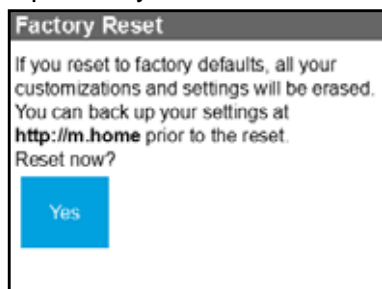 Factory Reset
If you reset to factory defaults, all your
customizations and settings will be erased.
You can back up your settings at
http://m.home prior to the reset.
Reset now?
Yes